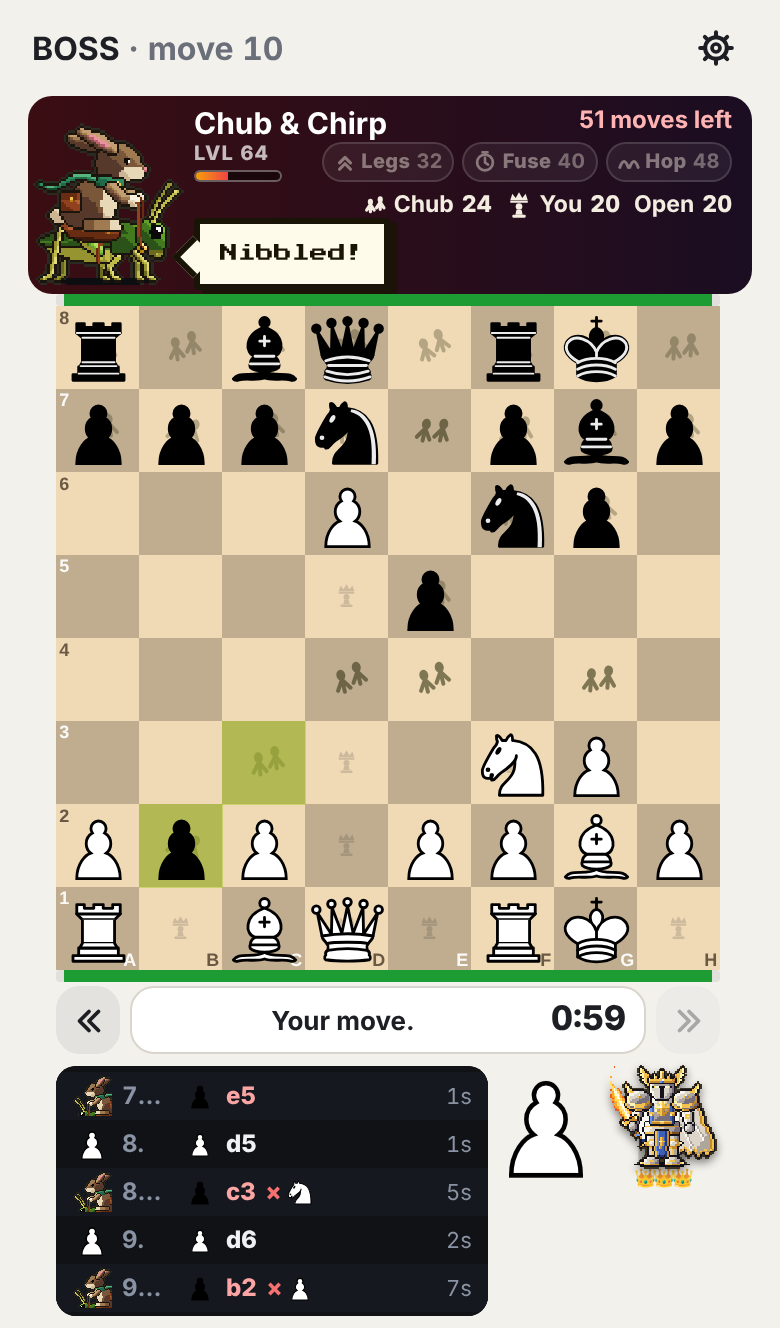 BOSS · move 10
Chub & Chirp
51 moves left
LVL 64
Legs 32
Fuse 40
Hop 48
Chub 24
You 20
Open 20
Nibbled!
8
7
6
5
4
3
2
1
A B C D E F G H
Your move.
0:59
7... e5 1s
8. d5 1s
8... c3 × 5s
9. d6 2s
9... b2 × 7s